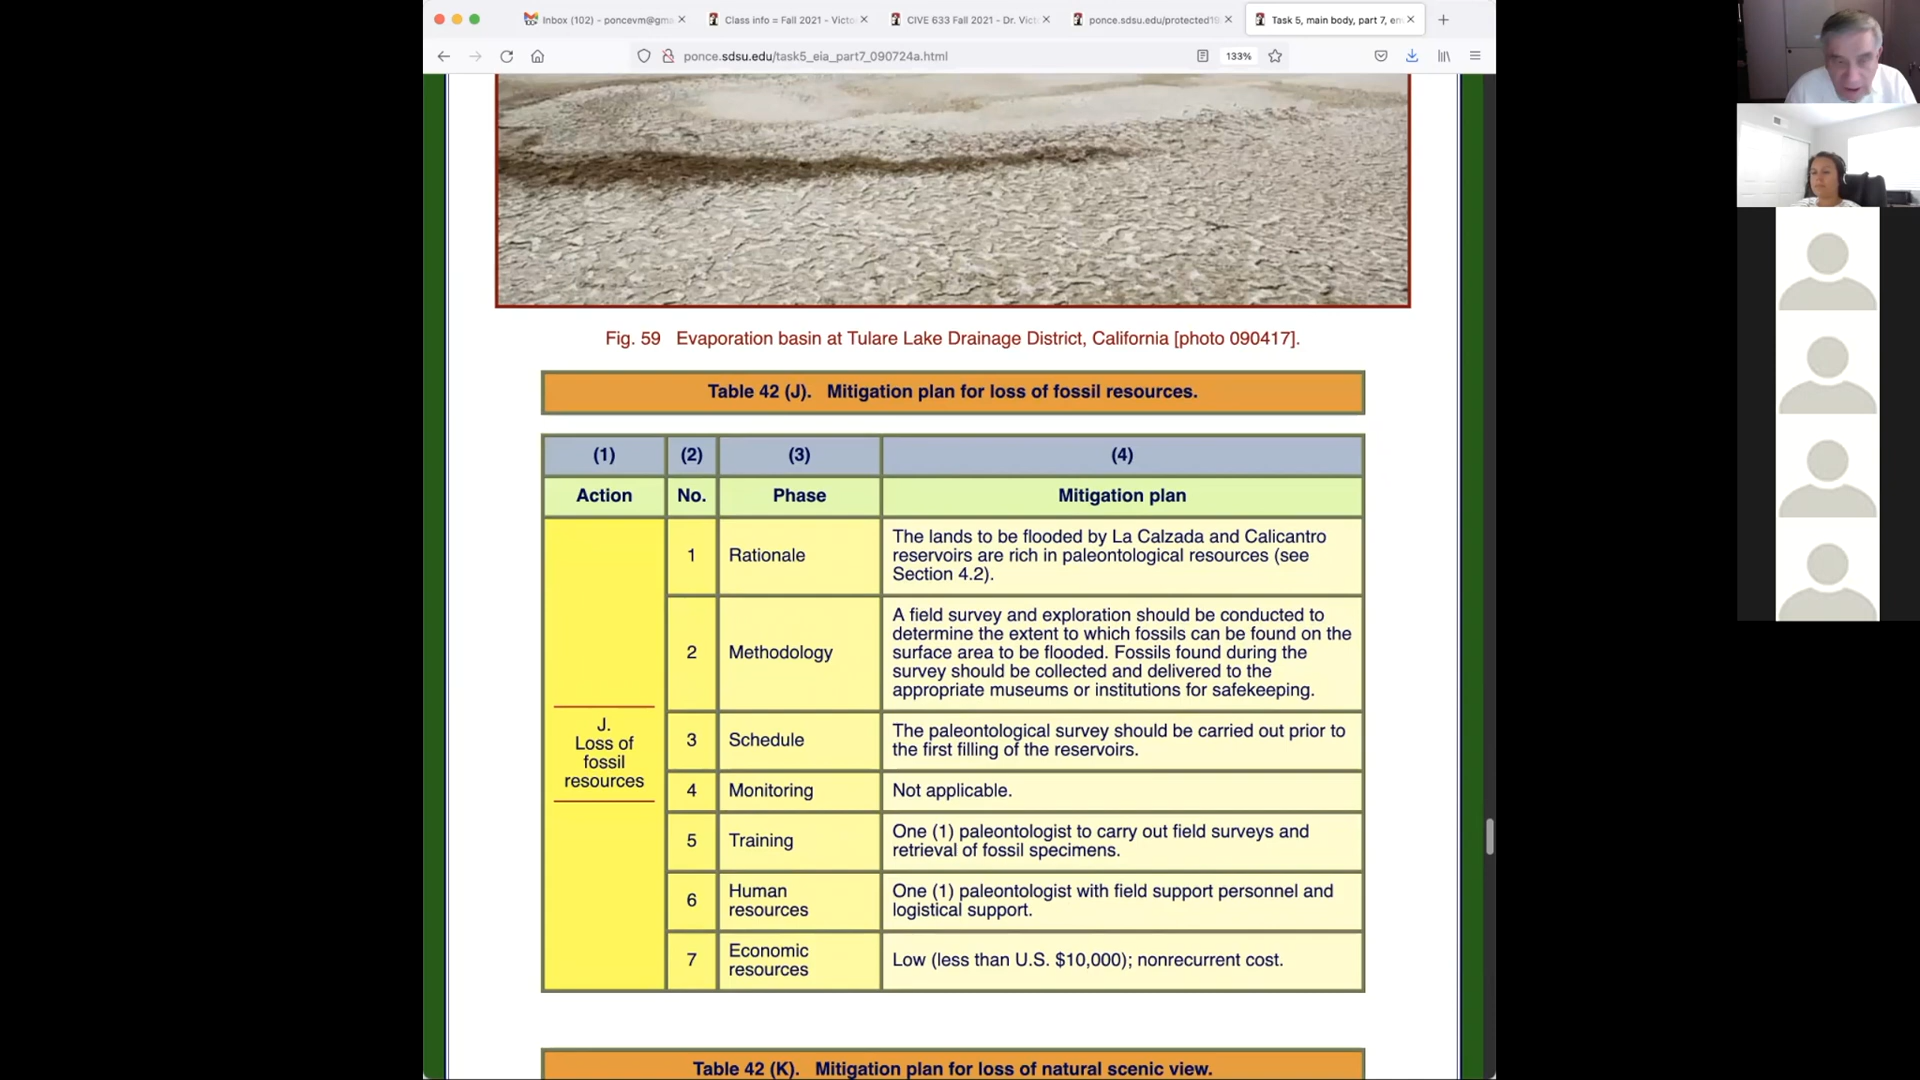 Inbox (102) - poncevm@gma
Class info = Fall 2021 - Victo
CIVE 633 Fall 2021 - Dr. Vict
ponce.sdsu.edu/protected19
Task 5, main body, part 7, en
ponce.sdsu.edu/task5_eia_part7_090724a.html
133%
Fig. 59 Evaporation basin at Tulare Lake Drainage District, California [photo 090417].
Table 42 (J). Mitigation plan for loss of fossil resources.
(1) (2) (3) (4)
Action No. Phase Mitigation plan
J.
Loss of
fossil
resources
1 Rationale
The lands to be flooded by La Calzada and Calicantro
reservoirs are rich in paleontological resources (see
Section 4.2).
2 Methodology
A field survey and exploration should be conducted to
determine the extent to which fossils can be found on the
surface area to be flooded. Fossils found during the
survey should be collected and delivered to the
appropriate museums or institutions for safekeeping.
3 Schedule
The paleontological survey should be carried out prior to
the first filling of the reservoirs.
4 Monitoring
Not applicable.
5 Training
One (1) paleontologist to carry out field surveys and
retrieval of fossil specimens.
6 Human
resources
One (1) paleontologist with field support personnel and
logistical support.
7 Economic
resources
Low (less than U.S. $10,000); nonrecurrent cost.
Table 42 (K). Mitigation plan for loss of natural scenic view.